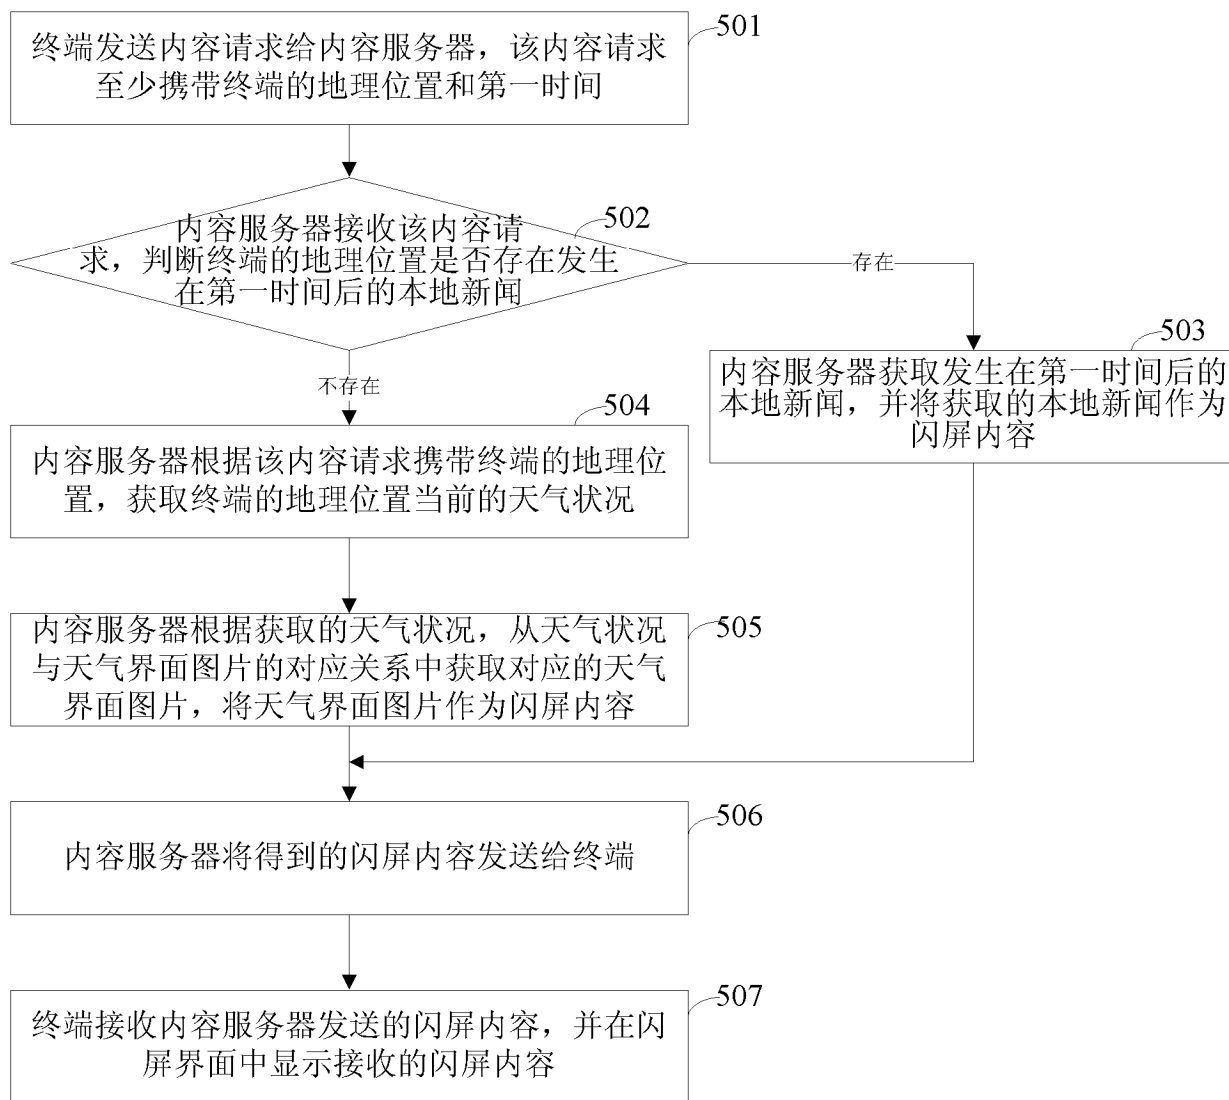 501
终端发送内容请求给内容服务器，该内容请求
至少携带终端的地理位置和第一时间
502
内容服务器接收该内容请
求，判断终端的地理位置是否存在发生
在第一时间后的本地新闻
存在
503
内容服务器获取发生在第一时间后的
本地新闻，并将获取的本地新闻作为
闪屏内容
不存在
504
内容服务器根据该内容请求携带终端的地理位
置，获取终端的地理位置当前的天气状况
505
内容服务器根据获取的天气状况，从天气状况
与天气界面图片的对应关系中获取对应的天气
界面图片，将天气界面图片作为闪屏内容
506
内容服务器将得到的闪屏内容发送给终端
507
终端接收内容服务器发送的闪屏内容，并在闪
屏界面中显示接收的闪屏内容